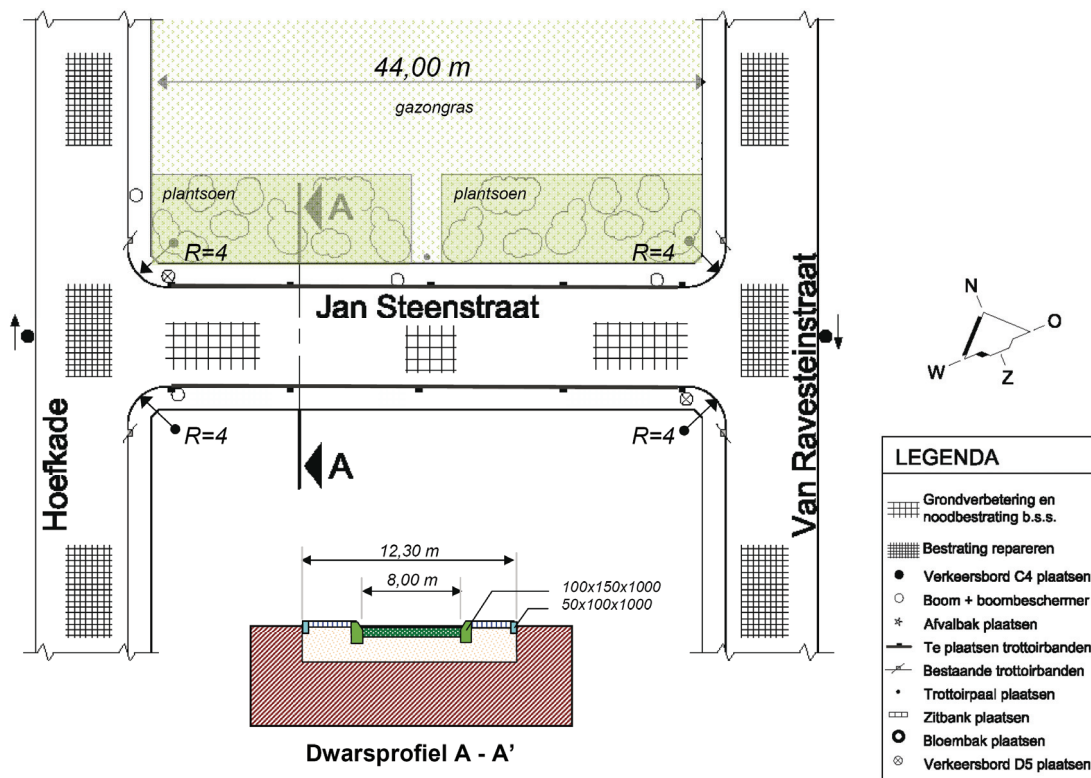 44,00 m
gazongras
plantsoen
plantsoen
A
R=4
R=4
Jan Steenstraat
Hoefkade
Van Ravesteinstraat
R=4
R=4
A
N
O
W
Z
12,30 m
8,00 m
100x150x1000
50x100x1000
Dwarsprofiel A - A'
LEGENDA
Grondverbetering en
noodbestrating b.s.s.
Bestrating repareren
Verkeersbord C4 plaatsen
Boom + boombeschermer
Afvalbak plaatsen
Te plaatsen trottoirbanden
Bestaande trottoirbanden
Trottoirpaal plaatsen
Zitbank plaatsen
Bloembak plaatsen
Verkeersbord D5 plaatsen